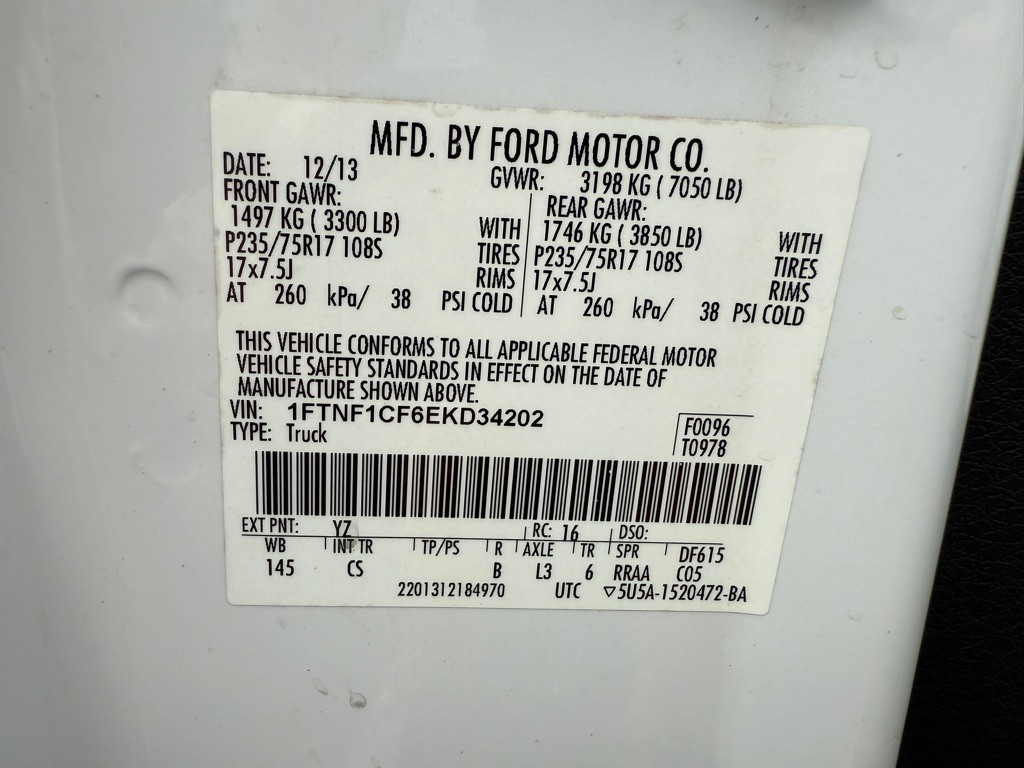 MFD. BY FORD MOTOR CO.
DATE: 12/13 GVWR: 3198 KG ( 7050 LB)
FRONT GAWR: REAR GAWR:
1497 KG ( 3300 LB) WITH 1746 KG ( 3850 LB) WITH
P235/75R17 108S TIRES P235/75R17 108S TIRES
17x7.5J RIMS 17x7.5J RIMS
AT 260 kPa/ 38 PSI COLD AT 260 kPa/ 38 PSI COLD
THIS VEHICLE CONFORMS TO ALL APPLICABLE FEDERAL MOTOR
VEHICLE SAFETY STANDARDS IN EFFECT ON THE DATE OF
MANUFACTURE SHOWN ABOVE.
VIN: 1FTNF1CF6EKD34202
TYPE: Truck
F0096
T0978
EXT PNT: YZ RC: 16 DSO:
WB INT TR TP/PS R AXLE TR SPR DF615
145 CS B L3 6 RRAA C05
2201312184970 UTC ▽5U5A-1520472-BA